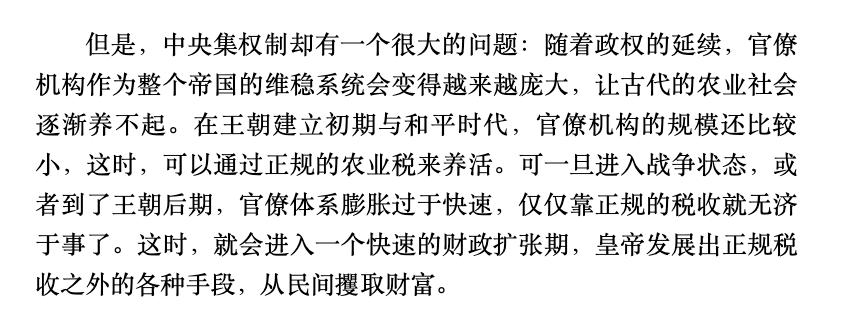 但是，中央集权制却有一个很大的问题：随着政权的延续，官僚
机构作为整个帝国的维稳系统会变得越来越庞大，让古代的农业社会
逐渐养不起。在王朝建立初期与和平时代，官僚机构的规模还比较
小，这时，可以通过正规的农业税来养活。可一旦进入战争状态，或
者到了王朝后期，官僚体系膨胀过于快速，仅仅靠正规的税收就无济
于事了。这时，就会进入一个快速的财政扩张期，皇帝发展出正规税
收之外的各种手段，从民间攫取财富。